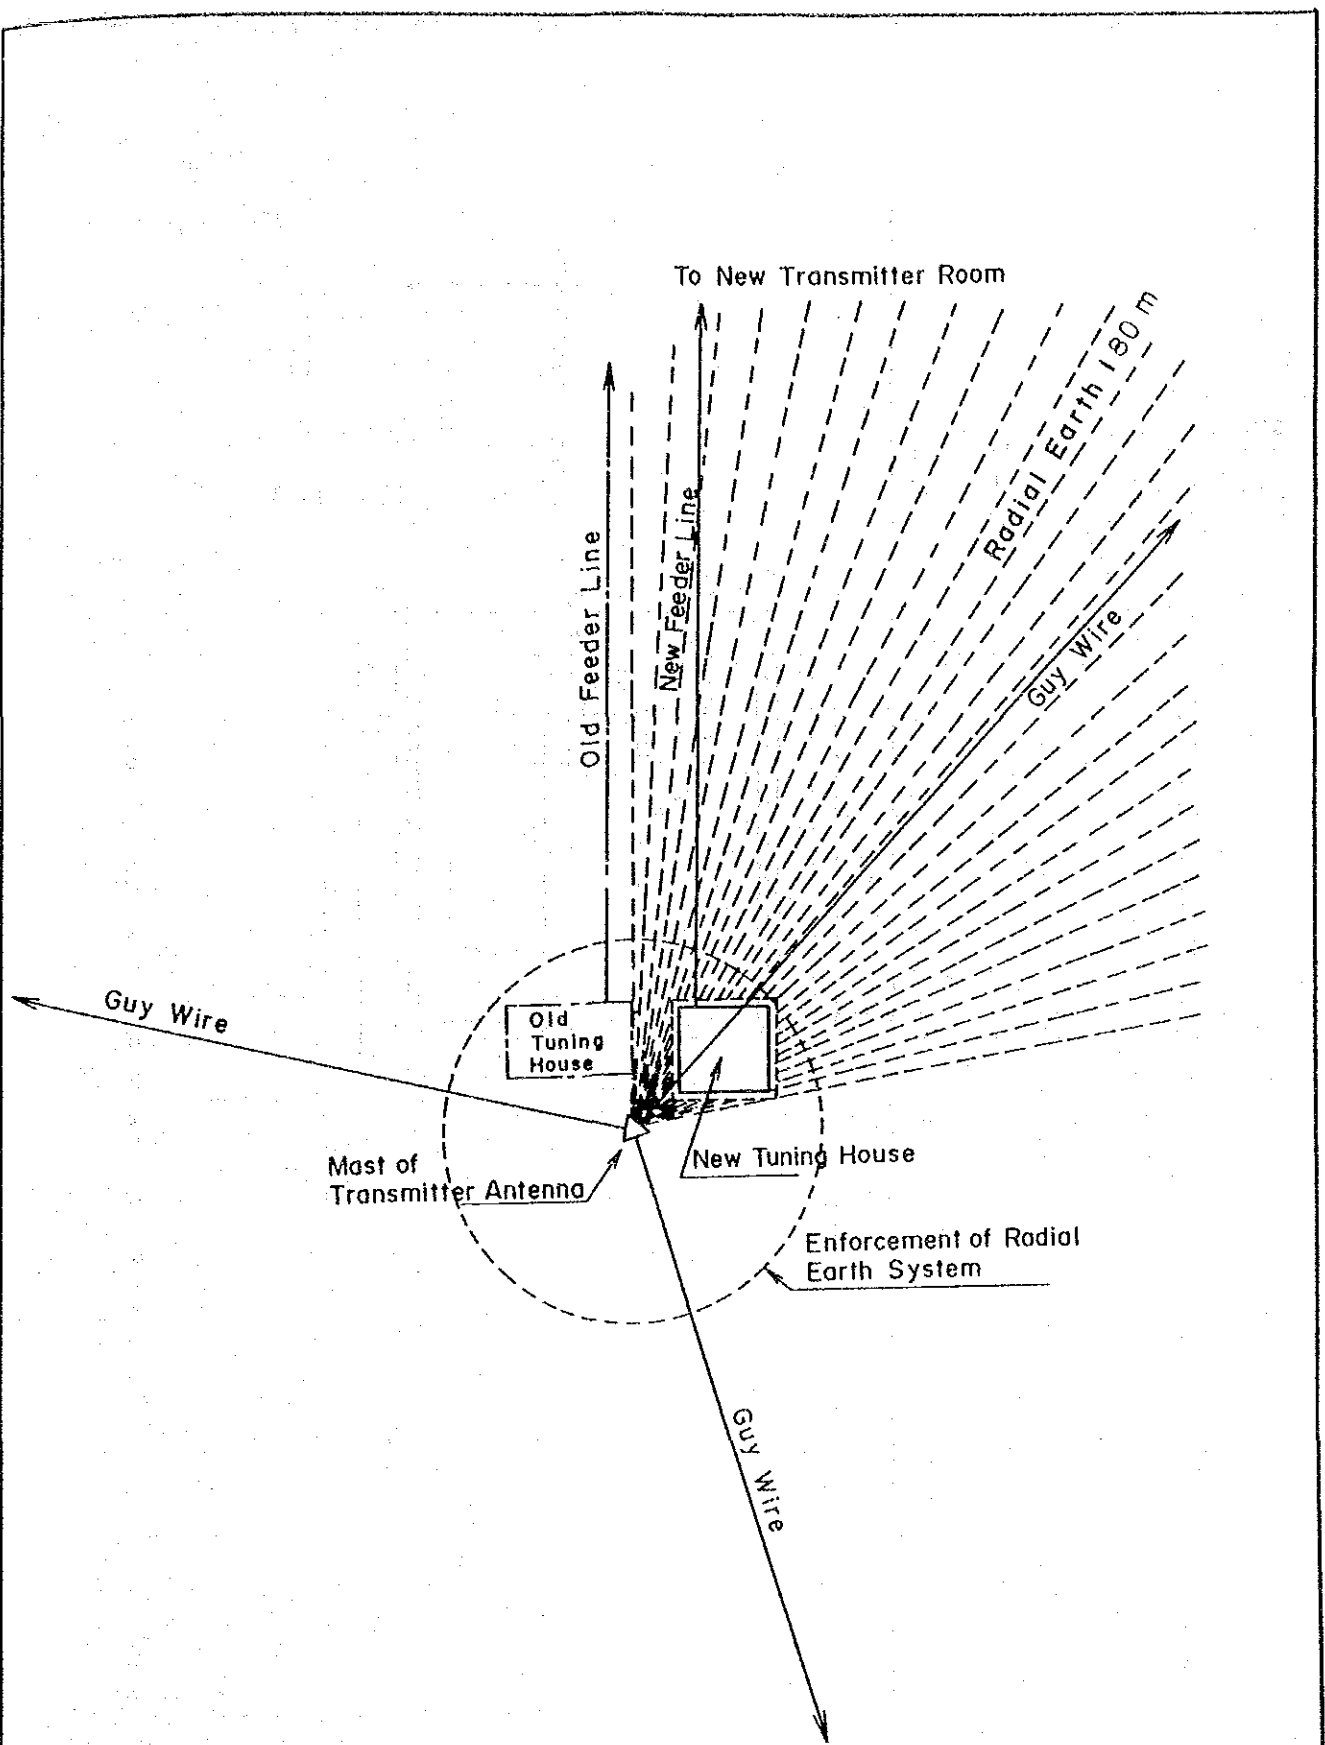 To New Transmitter Room
Radial Earth 180 m
Old Feeder Line
New Feeder Line
Guy Wire
Guy Wire
Old
Tuning
House
Mast of
Transmitter Antenna
New Tuning House
Enforcement of Radial
Earth System
Guy Wire